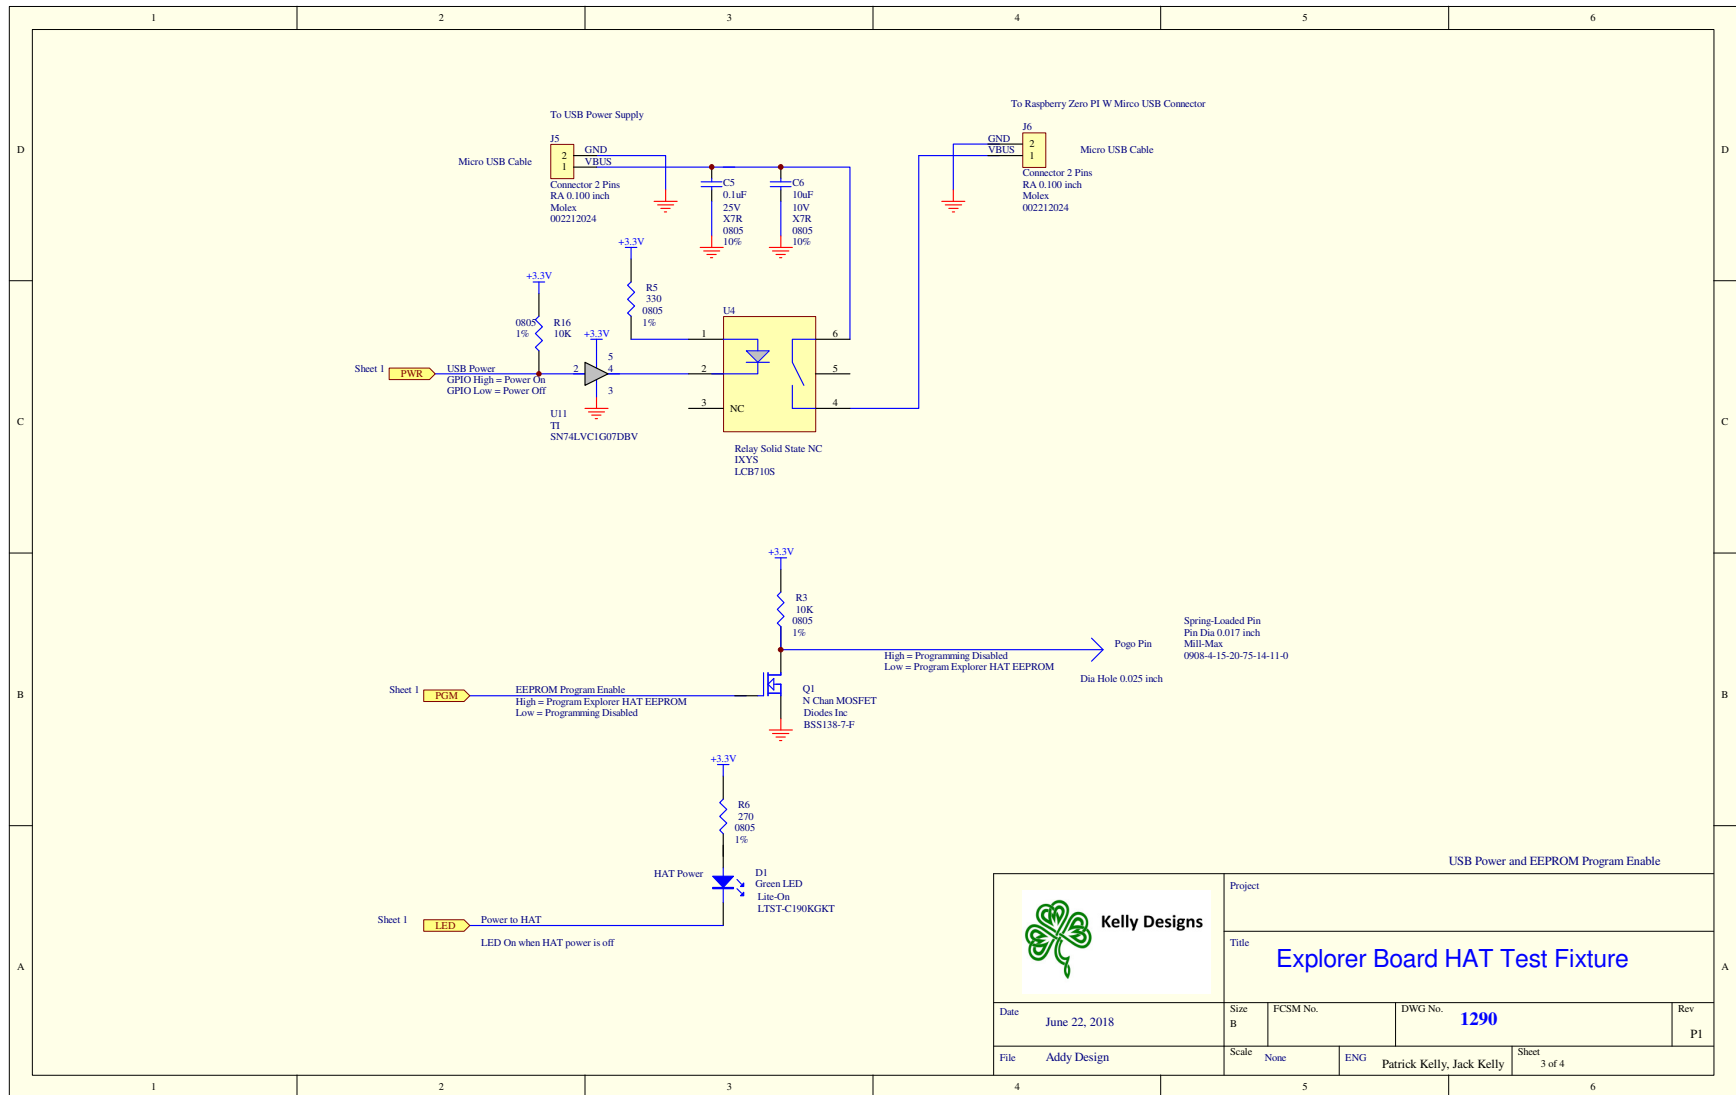 1 2 3 4 5 6
To USB Power Supply
J5
2 GND
1 VBUS
Micro USB Cable
Connector 2 Pins
RA 0.100 inch
Molex
002212024
C5
0.1uF
25V
X7R
0805
10%
C6
10uF
10V
X7R
0805
10%
To Raspberry Zero PI W Mirco USB Connector
J6
GND 2
VBUS 1
Micro USB Cable
Connector 2 Pins
RA 0.100 inch
Molex
002212024
D
D
+3.3V
R5
330
0805
1%
+3.3V
0805
1%
R16
10K
+3.3V
5
2 4
3
Sheet 1 PWR
USB Power
GPIO High = Power On
GPIO Low = Power Off
U11
TI
SN74LVC1G07DBV
U4
1 6
2 5
3 NC 4
Relay Solid State NC
IXYS
LCB710S
C
C
+3.3V
R3
10K
0805
1%
High = Programming Disabled
Low = Program Explorer HAT EEPROM
Pogo Pin
Spring-Loaded Pin
Pin Dia 0.017 inch
Mill-Max
0908-4-15-20-75-14-11-0
Dia Hole 0.025 inch
Sheet 1 PGM
EEPROM Program Enable
High = Program Explorer HAT EEPROM
Low = Programming Disabled
Q1
N Chan MOSFET
Diodes Inc
BSS138-7-F
B
B
+3.3V
R6
270
0805
1%
HAT Power
D1
Green LED
Lite-On
LTST-C190KGKT
Sheet 1 LED
Power to HAT
LED On when HAT power is off
A
A
USB Power and EEPROM Program Enable
Kelly Designs
Project
Title
Explorer Board HAT Test Fixture
Date June 22, 2018
Size
B
FCSM No.
DWG No. 1290
Rev
P1
File Addy Design
Scale None
ENG Patrick Kelly, Jack Kelly
Sheet
3 of 4
1 2 3 4 5 6